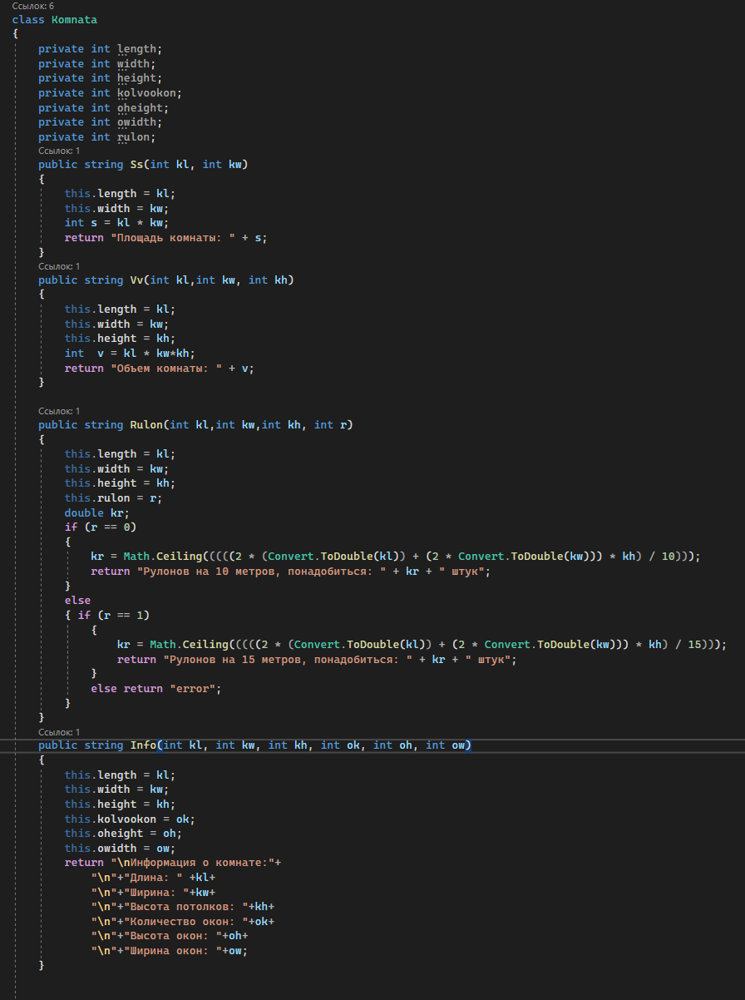 Ссылок: 6
class Komnata
{
private int length;
private int width;
private int height;
private int kolvookon;
private int oheight;
private int owidth;
private int rulon;
Ссылок: 1
public string Ss(int kl, int kw)
{
this.length = kl;
this.width = kw;
int s = kl * kw;
return "Площадь комнаты: " + s;
}
Ссылок: 1
public string Vv(int kl,int kw, int kh)
{
this.length = kl;
this.width = kw;
this.height = kh;
int  v = kl * kw*kh;
return "Объем комнаты: " + v;
}
Ссылок: 1
public string Rulon(int kl,int kw,int kh, int r)
{
this.length = kl;
this.width = kw;
this.height = kh;
this.rulon = r;
double kr;
if (r == 0)
{
kr = Math.Ceiling(((((2 * (Convert.ToDouble(kl)) + (2 * Convert.ToDouble(kw))) * kh) / 10)));
return "Рулонов на 10 метров, понадобиться: " + kr + " штук";
}
else
{ if (r == 1)
{
kr = Math.Ceiling(((((2 * (Convert.ToDouble(kl)) + (2 * Convert.ToDouble(kw))) * kh) / 15)));
return "Рулонов на 15 метров, понадобиться: " + kr + " штук";
}
else return "error";
}
}
Ссылок: 1
public string Info(int kl, int kw, int kh, int ok, int oh, int ow)
{
this.length = kl;
this.width = kw;
this.height = kh;
this.kolvookon = ok;
this.oheight = oh;
this.owidth = ow;
return "\nИнформация о комнате:"+
"\n"+"Длина: " +kl+
"\n"+"Ширина: "+kw+
"\n"+"Высота потолков: "+kh+
"\n"+"Количество окон: "+ok+
"\n"+"Высота окон: "+oh+
"\n"+"Ширина окон: "+ow;
}